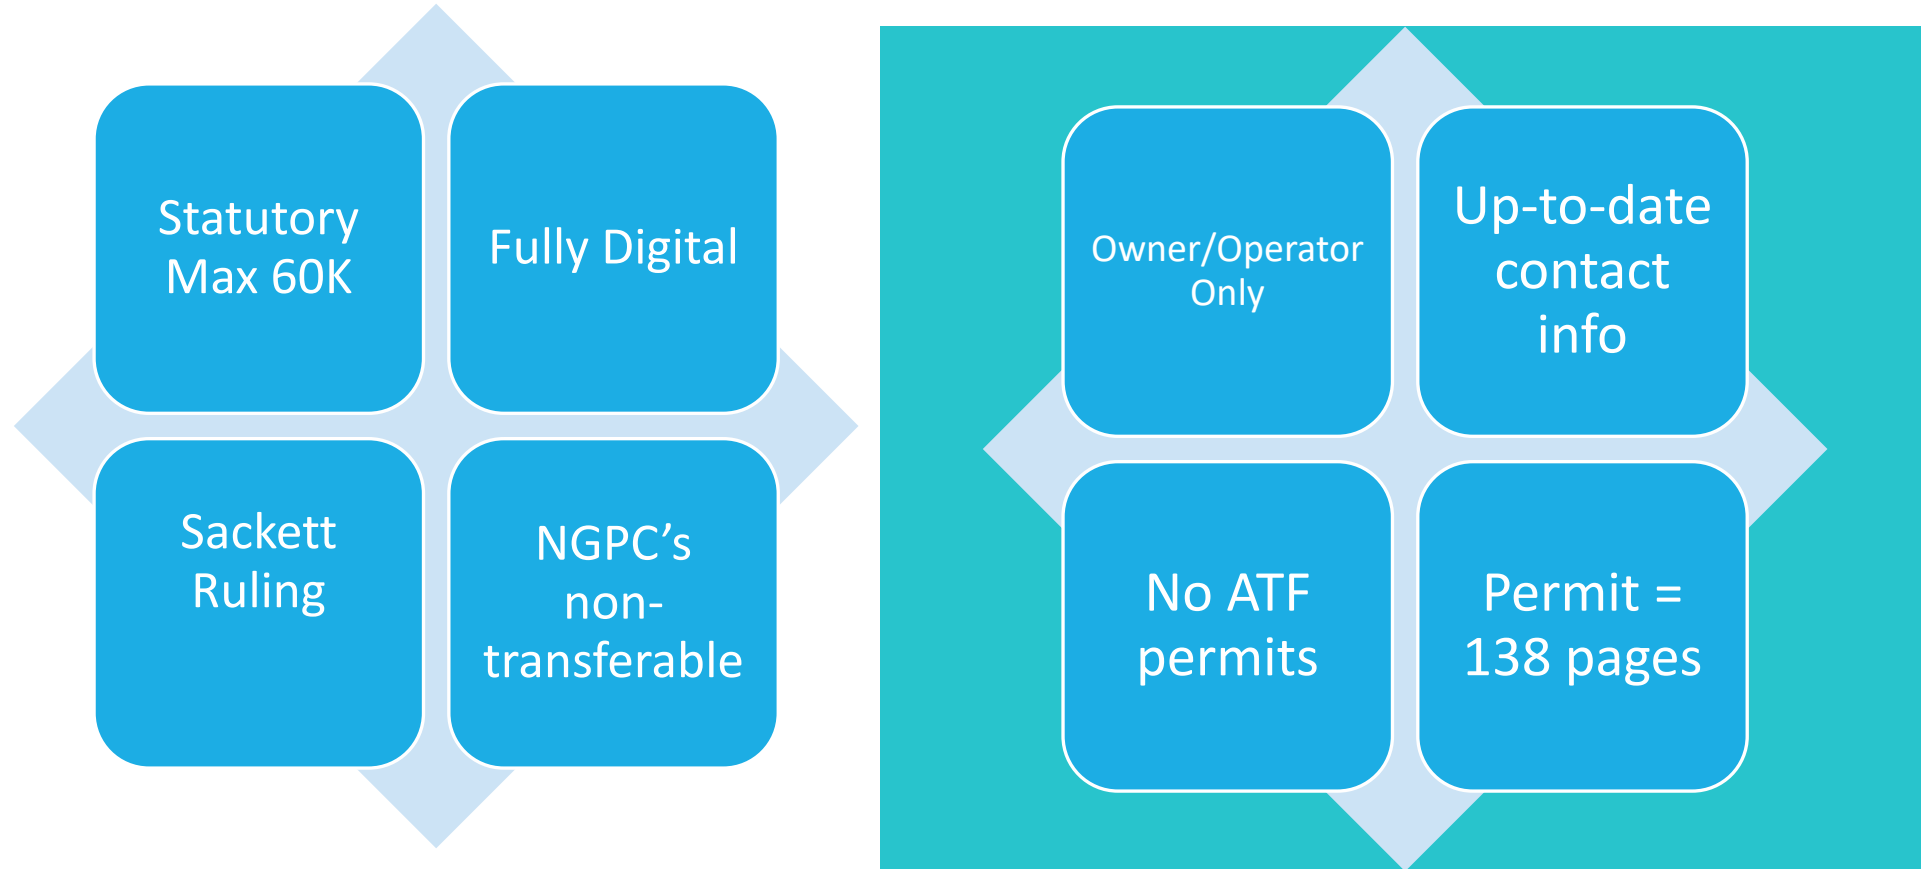 Statutory
Max 60K
Fully Digital
Sackett
Ruling
NGPC’s
non-
transferable
Owner/Operator
Only
Up-to-date
contact
info
No ATF
permits
Permit =
138 pages